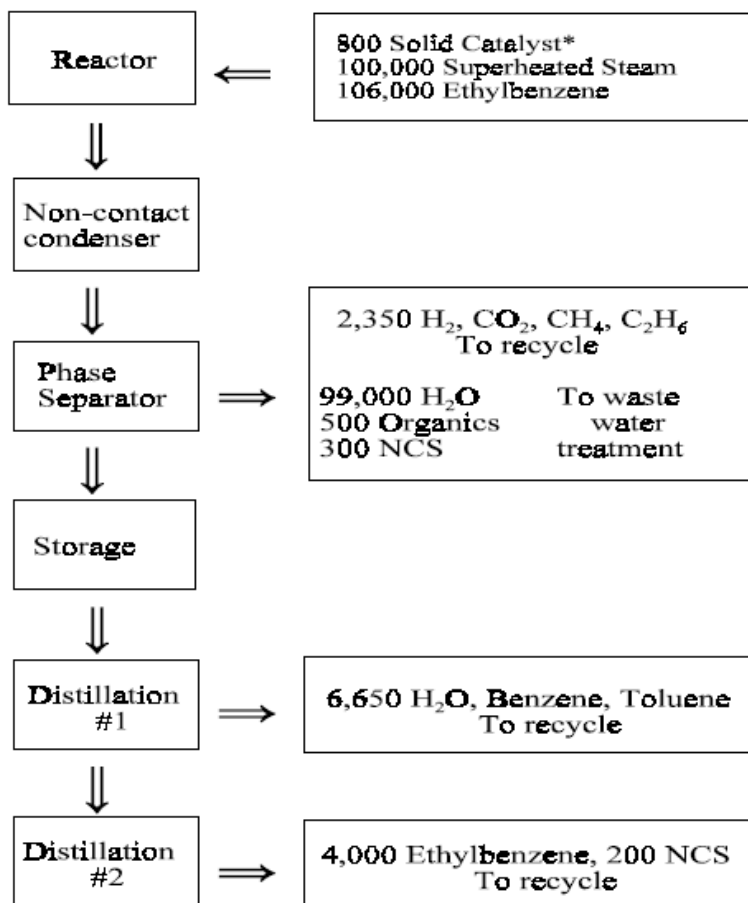 Reactor
800 Solid Catalyst*
100,000 Superheated Steam
106,000 Ethylbenzene
Non-contact
condenser
Phase
Separator
2,350 H₂, CO₂, CH₄, C₂H₆
To recycle
99,000 H₂O To waste
500 Organics water
300 NCS treatment
Storage
Distillation
#1
6,650 H₂O, Benzene, Toluene
To recycle
Distillation
#2
4,000 Ethylbenzene, 200 NCS
To recycle